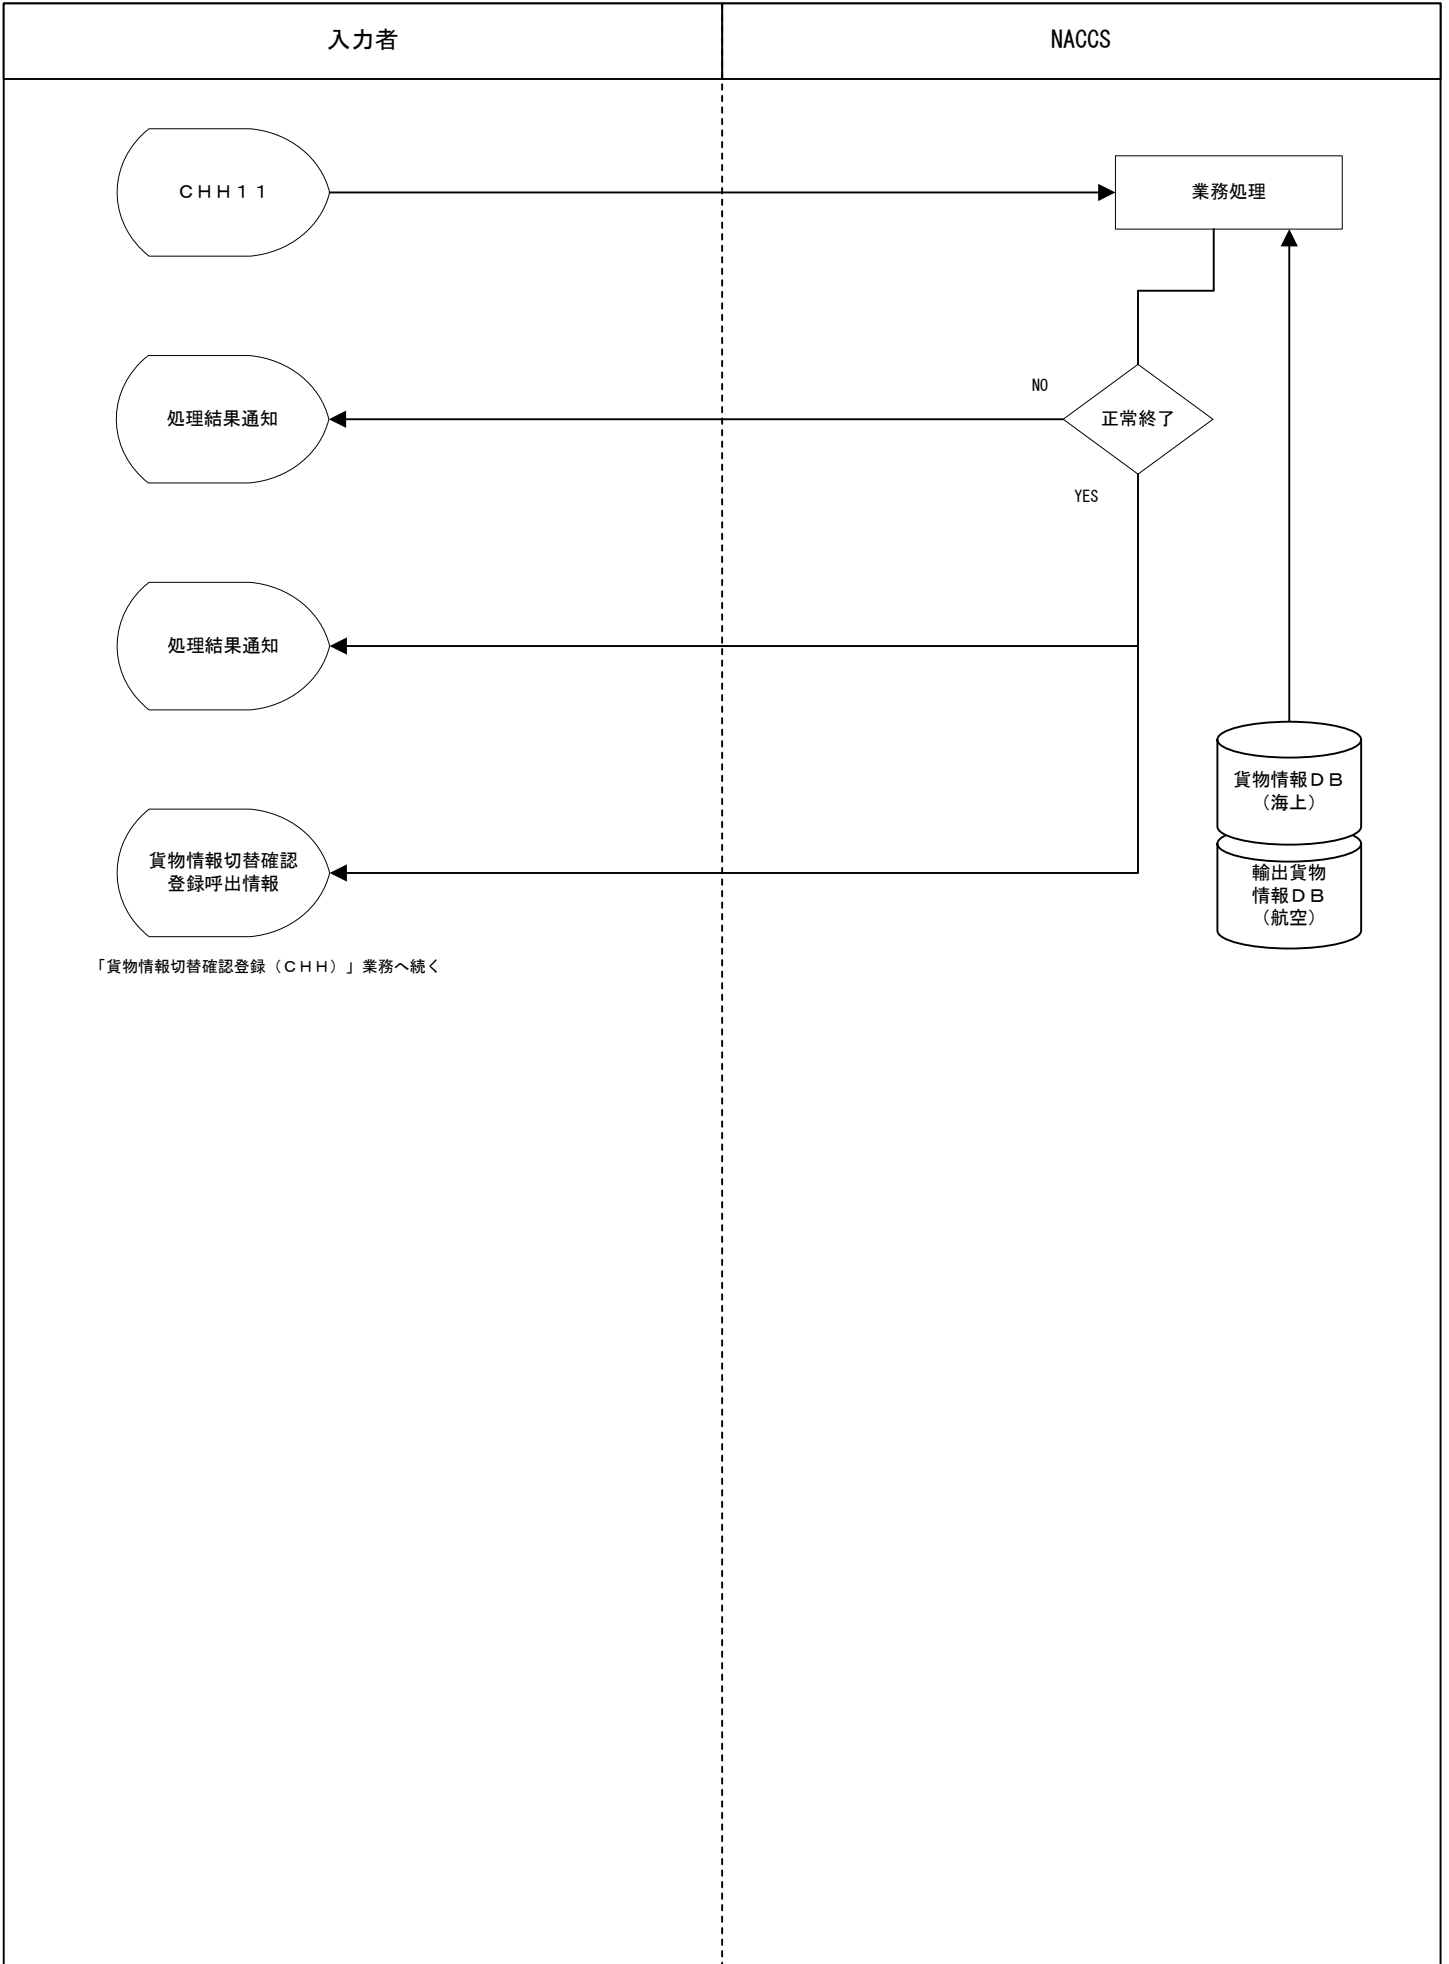 入力者
NACCS
ＣＨＨ１１
業務処理
NO
処理結果通知
正常終了
YES
処理結果通知
貨物情報ＤＢ
（海上）
貨物情報切替確認
登録呼出情報
輸出貨物
情報ＤＢ
（航空）
「貨物情報切替確認登録（ＣＨＨ）」業務へ続く